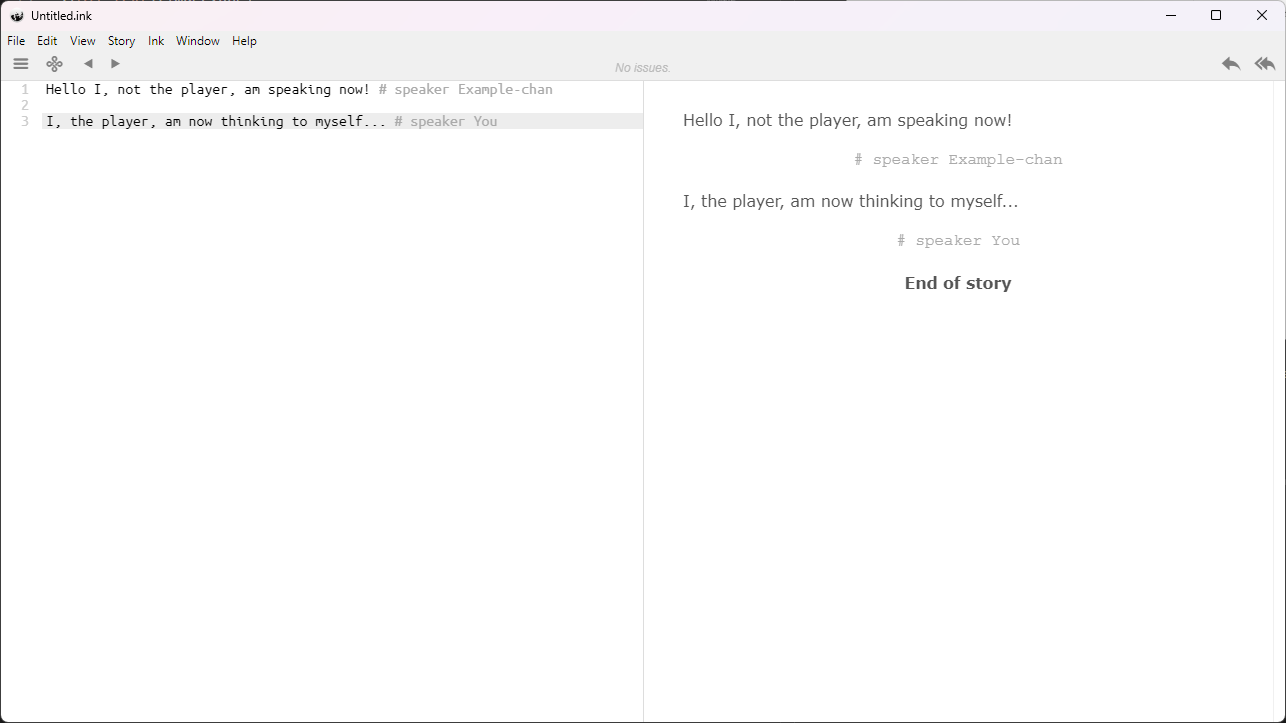 Untitled.ink
File Edit View Story Ink Window Help
No issues.
1 Hello I, not the player, am speaking now! # speaker Example-chan
2
3 I, the player, am now thinking to myself... # speaker You
Hello I, not the player, am speaking now!
# speaker Example-chan
I, the player, am now thinking to myself...
# speaker You
End of story